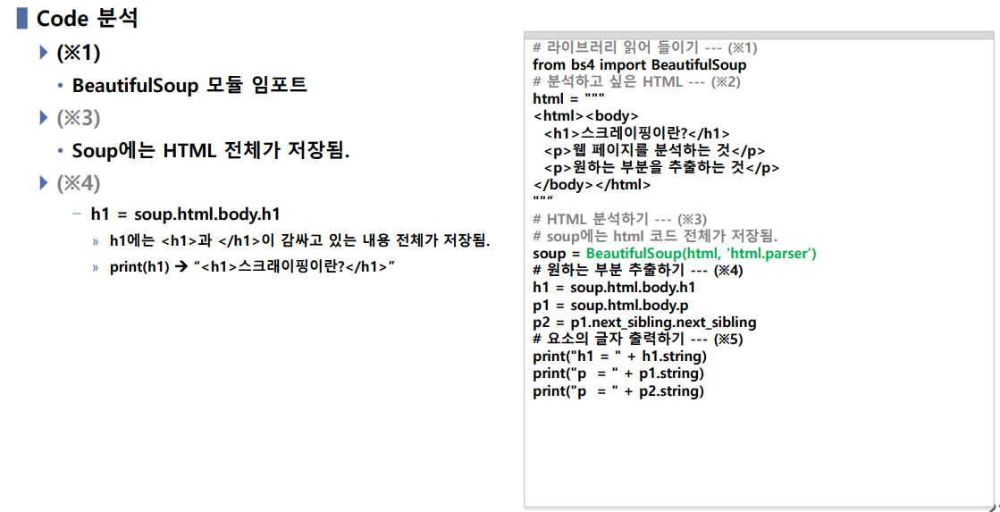 Code 분석
(※1)
BeautifulSoup 모듈 임포트
(※3)
Soup에는 HTML 전체가 저장됨.
(※4)
– h1 = soup.html.body.h1
» h1에는 <h1>과 </h1>이 감싸고 있는 내용 전체가 저장됨.
» print(h1) → “<h1>스크래이핑이란?</h1>”
# 라이브러리 읽어 들이기 --- (※1)
from bs4 import BeautifulSoup
# 분석하고 싶은 HTML --- (※2)
html = """
<html><body>
<h1>스크레이핑이란?</h1>
<p>웹 페이지를 분석하는 것</p>
<p>원하는 부분을 추출하는 것</p>
</body></html>
"""
# HTML 분석하기 --- (※3)
# soup에는 html 코드 전체가 저장됨.
soup = BeautifulSoup(html, 'html.parser')
# 원하는 부분 추출하기 --- (※4)
h1 = soup.html.body.h1
p1 = soup.html.body.p
p2 = p1.next_sibling.next_sibling
# 요소의 글자 출력하기 --- (※5)
print("h1 = " + h1.string)
print("p  = " + p1.string)
print("p  = " + p2.string)